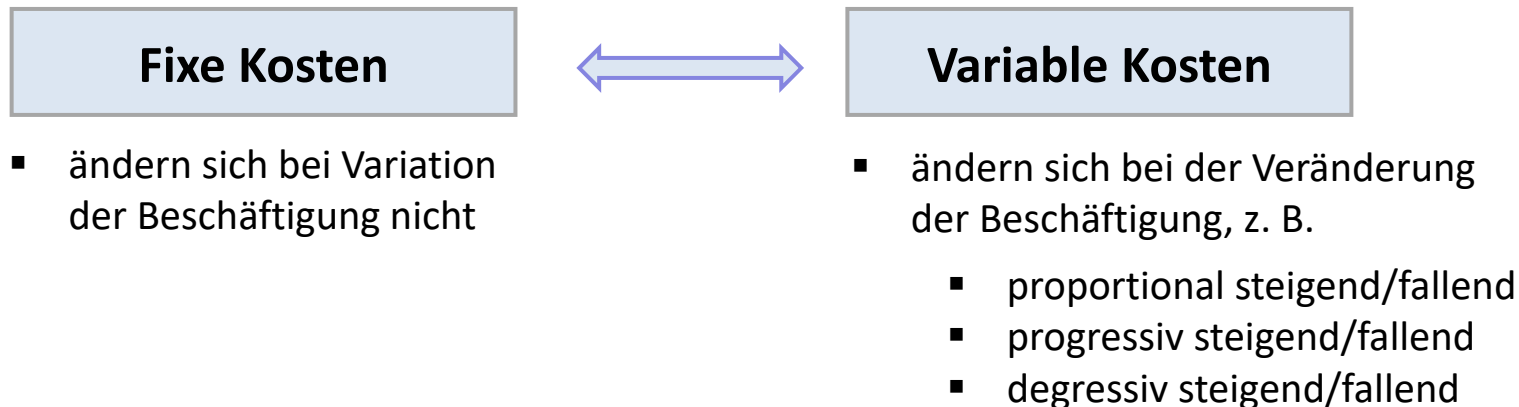 Fixe Kosten
▪ ändern sich bei Variation
der Beschäftigung nicht
Variable Kosten
▪ ändern sich bei der Veränderung
der Beschäftigung, z. B.
▪ proportional steigend/fallend
▪ progressiv steigend/fallend
▪ degressiv steigend/fallend